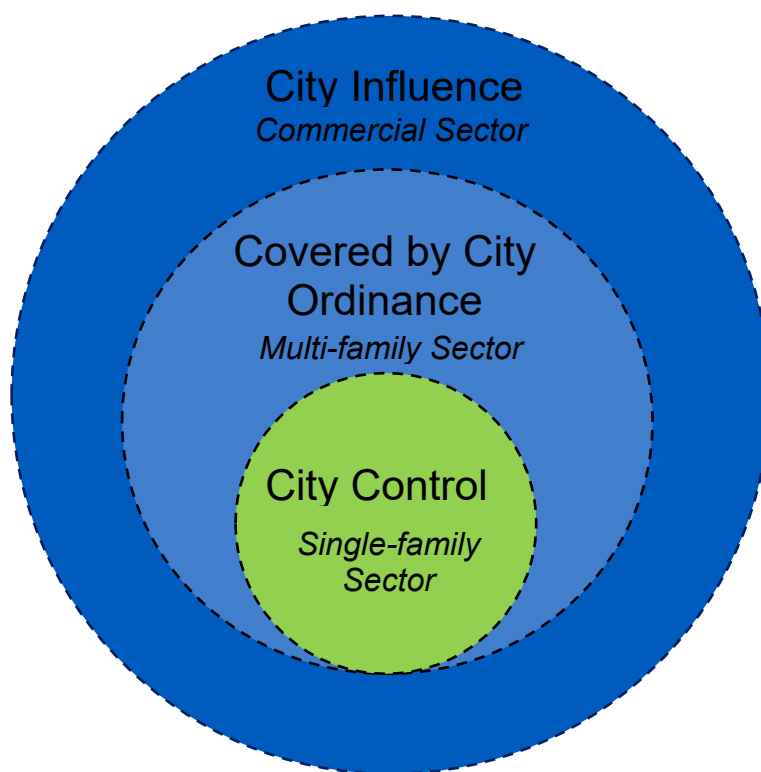 City Influence
Commercial Sector
Covered by City
Ordinance
Multi-family Sector
City Control
Single-family
Sector